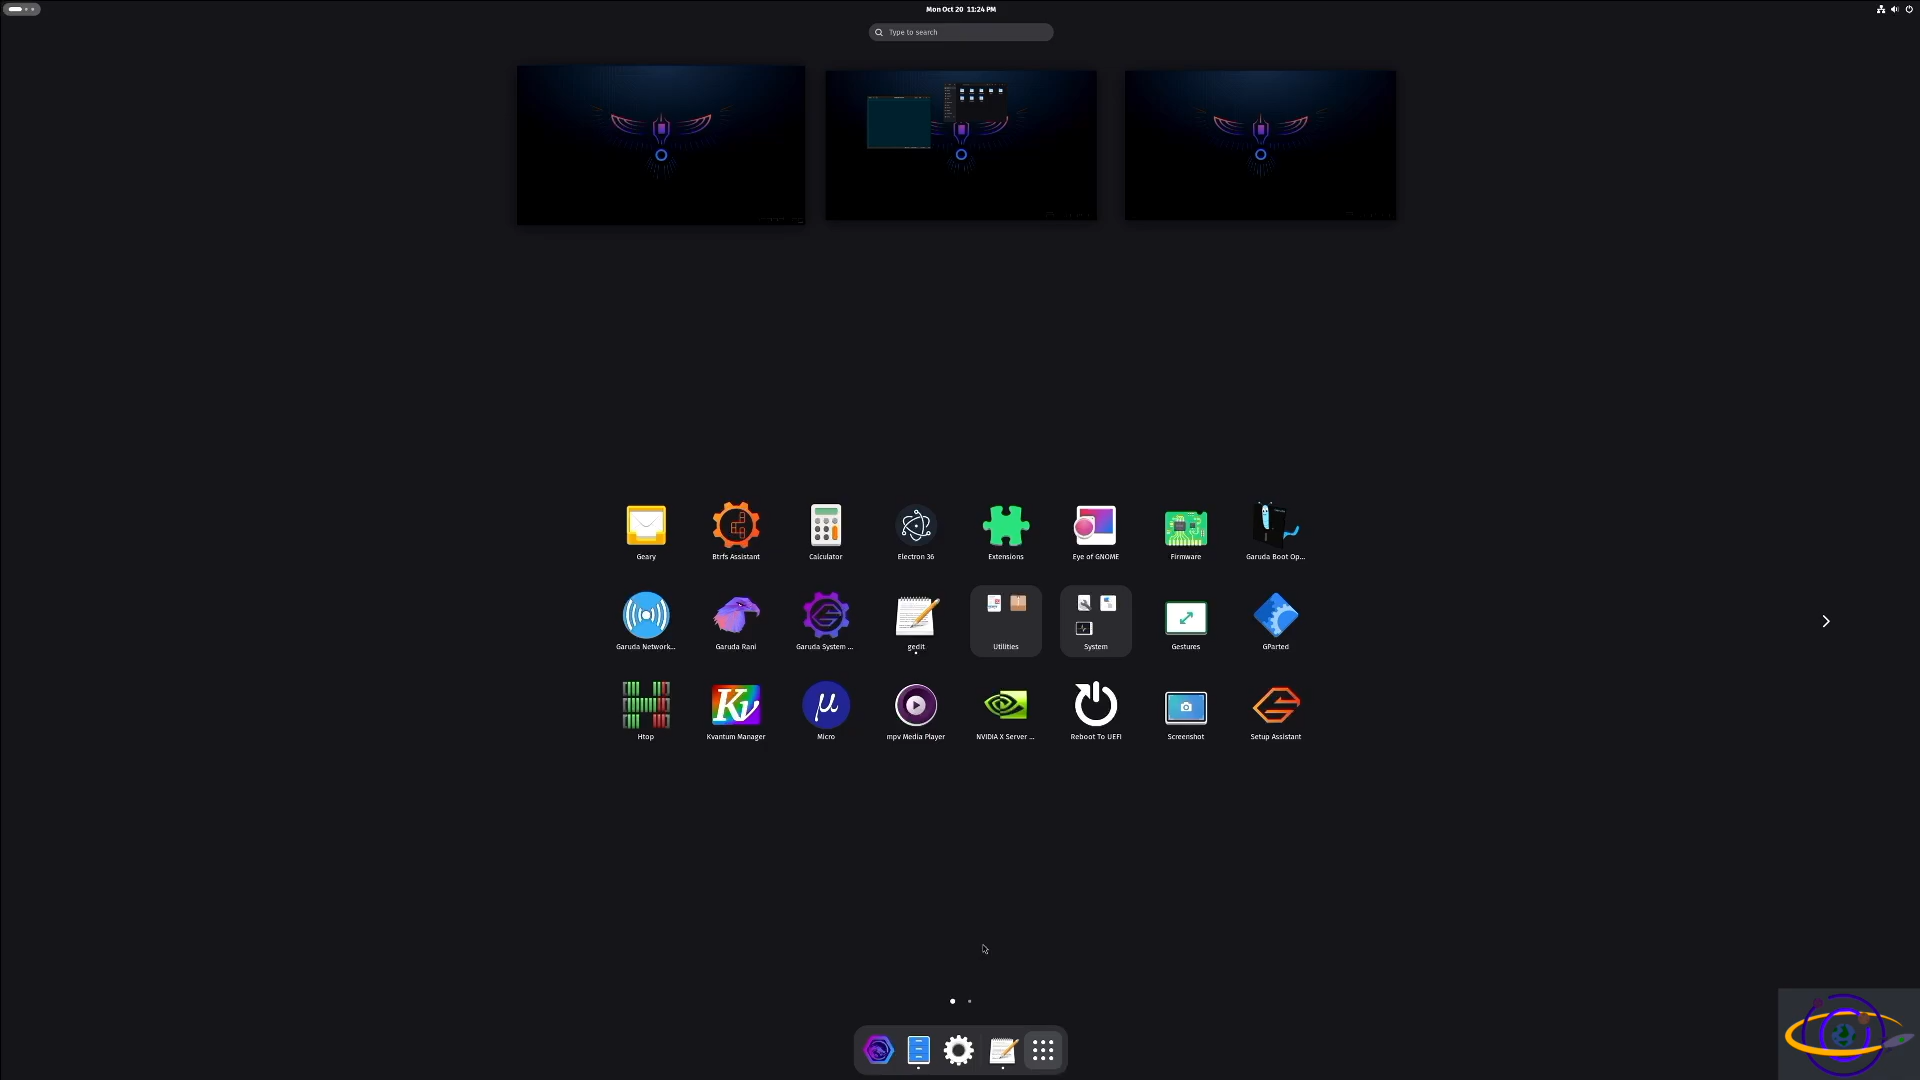 Mon Oct 20 11:24 PM
Type to search
Geary
Btrfs Assistant
Calculator
Electron 36
Extensions
Eye of GNOME
Firmware
Garuda Boot Op...
Garuda Network...
Garuda Rani
Garuda System ...
gedit
Utilities
System
Gestures
GParted
Htop
Kvantum Manager
Micro
mpv Media Player
NVIDIA X Server ...
Reboot To UEFI
Screenshot
Setup Assistant